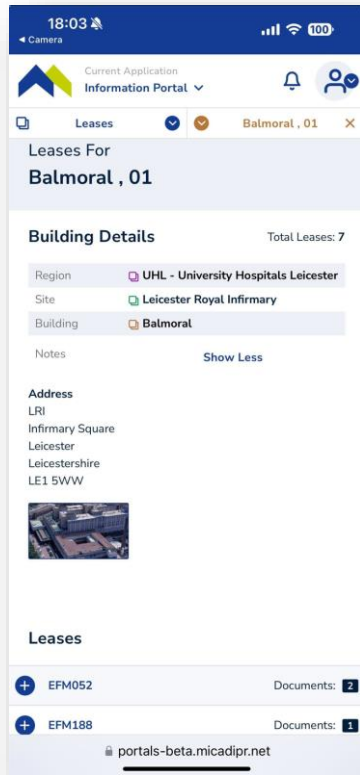 18:03
100
◄ Camera
Current Application
Information Portal
Leases
Balmoral , 01
Leases For
Balmoral , 01
Building Details
Total Leases: 7
Region UHL - University Hospitals Leicester
Site Leicester Royal Infirmary
Building Balmoral
Notes Show Less
Address
LRI
Infirmary Square
Leicester
Leicestershire
LE1 5WW
Leases
EFM052 Documents: 2
EFM188 Documents: 1
portals-beta.micadipr.net